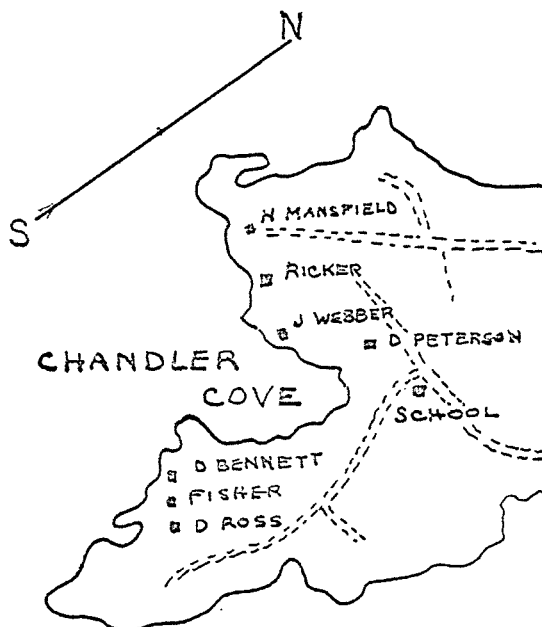 N
S
H MANSFIELD
RICKER
J WEBBER
D PETERSON
CHANDLER
COVE
SCHOOL
D BENNETT
FISHER
D ROSS